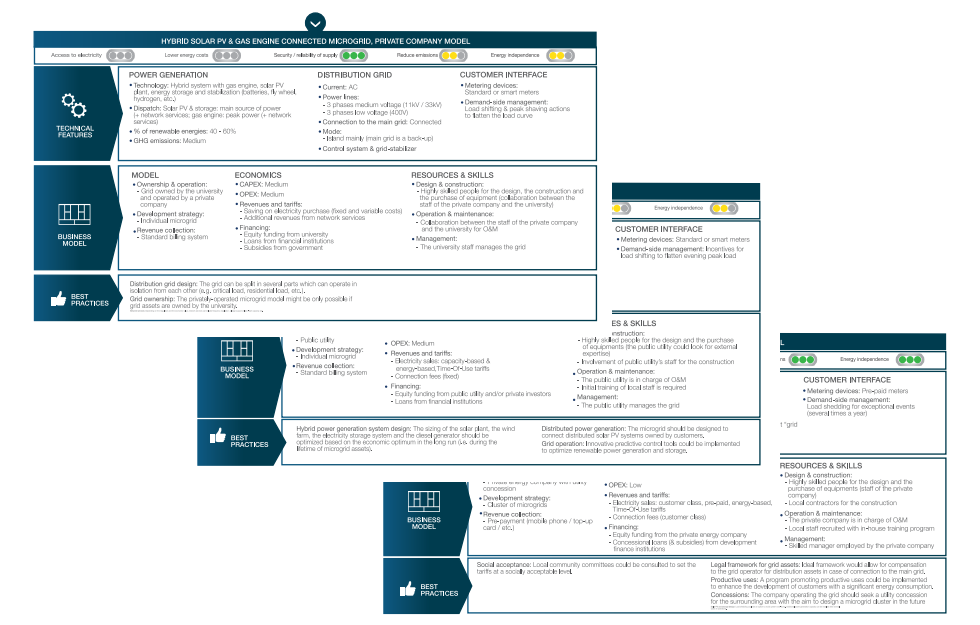 HYBRID SOLAR PV & GAS ENGINE CONNECTED MICROGRID, PRIVATE COMPANY MODEL
Access to electricity
Lower energy costs
Security / reliability of supply
Reduce emissions
Energy independence
TECHNICAL
FEATURES
POWER GENERATION
• Technology: Hybrid system with gas engine, solar PV
plant, energy storage and stabilization (batteries, fly wheel,
hydrogen, etc.)
• Dispatch: Solar PV & storage: main source of power
(+ network services); gas engine: peak power (+ network
services)
• % of renewable energies: 40 - 60%
• GHG emissions: Medium
DISTRIBUTION GRID
• Current: AC
• Power lines:
- 3 phases medium voltage (11kV / 33kV)
- 3 phases low voltage (400V)
• Connection to the main grid: Connected
• Mode:
- Island mainly (main grid is a back-up)
• Control system & grid-stabilizer
CUSTOMER INTERFACE
• Metering devices:
Standard or smart meters
• Demand-side management:
Load shifting & peak shaving actions
to flatten the load curve
BUSINESS
MODEL
MODEL
• Ownership & operation:
- Grid owned by the university
and operated by a private
company
• Development strategy:
- Individual microgrid
• Revenue collection:
- Standard billing system
ECONOMICS
• CAPEX: Medium
• OPEX: Medium
• Revenues and tariffs:
- Saving on electricity purchase (fixed and variable costs)
- Additional revenues from network services
• Financing:
- Equity funding from university
- Loans from financial institutions
- Subsidies from government
RESOURCES & SKILLS
• Design & construction:
- Highly skilled people for the design, the construction and
the purchase of equipment (collaboration between the
staff of the private company and the university)
• Operation & maintenance:
- Collaboration between the staff of the private company
and the university for O&M
• Management:
- The university staff manages the grid
BEST
PRACTICES
Distributed grid design: The grid can be split in several parts which can operate in
isolation from each other (e.g. critical load, residential load, etc.).
Grid ownership: The privately-operated microgrid model might be only possible if
grid assets are owned by the university.
Energy independence
CUSTOMER INTERFACE
• Metering devices: Standard or smart meters
• Demand-side management: Incentives for
load shifting to flatten evening peak load
BUSINESS
MODEL
- Public utility
• Development strategy:
- Individual microgrid
• Revenue collection:
- Standard billing system
• OPEX: Medium
• Revenues and tariffs:
- Electricity sales: capacity-based &
energy-based,Time-Of-Use tariffs
- Connection fees (fixed)
• Financing:
- Equity funding from public utility and/or private investors
- Loans from financial institutions
ES & SKILLS
nstruction:
- Highly skilled people for the design and the purchase
of equipments (the public utility could look for external
expertise)
- Involvement of public utility's staff for the construction
• Operation & maintenance:
- The public utility is in charge of O&M
- Initial training of local staff is required
• Management:
- The public utility manages the grid
BEST
PRACTICES
Hybrid power generation system design: The sizing of the solar plant, the wind
farm, the electricity storage system and the diesel generator should be
optimized based on the economic optimum in the long run (i.e. during the
lifetime of microgrid assets).
Distributed power generation: The microgrid should be designed to
connect distributed solar PV systems owned by customers.
Grid operation: Innovative predictive control tools could be implemented
to optimize renewable power generation and storage.
L
ns
Energy independence
CUSTOMER INTERFACE
• Metering devices: Pre-paid meters
• Demand-side management:
Load shedding for exceptional events
(several times a year)
1 "grid
BUSINESS
MODEL
concession
• Development strategy:
- Cluster of microgrids
• Revenue collection:
- Pre-payment (mobile phone / top-up
card / etc.)
• OPEX: Low
• Revenues and tariffs:
- Electricity sales: customer class, pre-paid, energy-based,
Time-Of-Use tariffs
- Connection fees (customer class)
• Financing:
- Equity funding from the private energy company
- Concessional loans (& subsidies) from development
finance institutions
RESOURCES & SKILLS
• Design & construction:
- Highly skilled people for the design and the
purchase of equipments (staff of the private
company)
- Local contractors for the construction
• Operation & maintenance:
- The private company is in charge of O&M
- Local staff recruited with in-house training program
• Management:
- Skilled manager employed by the private company
BEST
PRACTICES
Social acceptance: Local community committees could be consulted to set the
tariffs at a socially acceptable level.
Legal framework for grid assets: Ideal framework would allow for compensation
to the grid operator for distribution assets in case of connection to the main grid.
Productive uses: A program promoting productive uses could be implemented
to enhance the development of customers with a significant energy consumption.
Concessions: The company operating the grid should seek a utility concession
for the surrounding area with the aim to design a microgrid cluster in the future